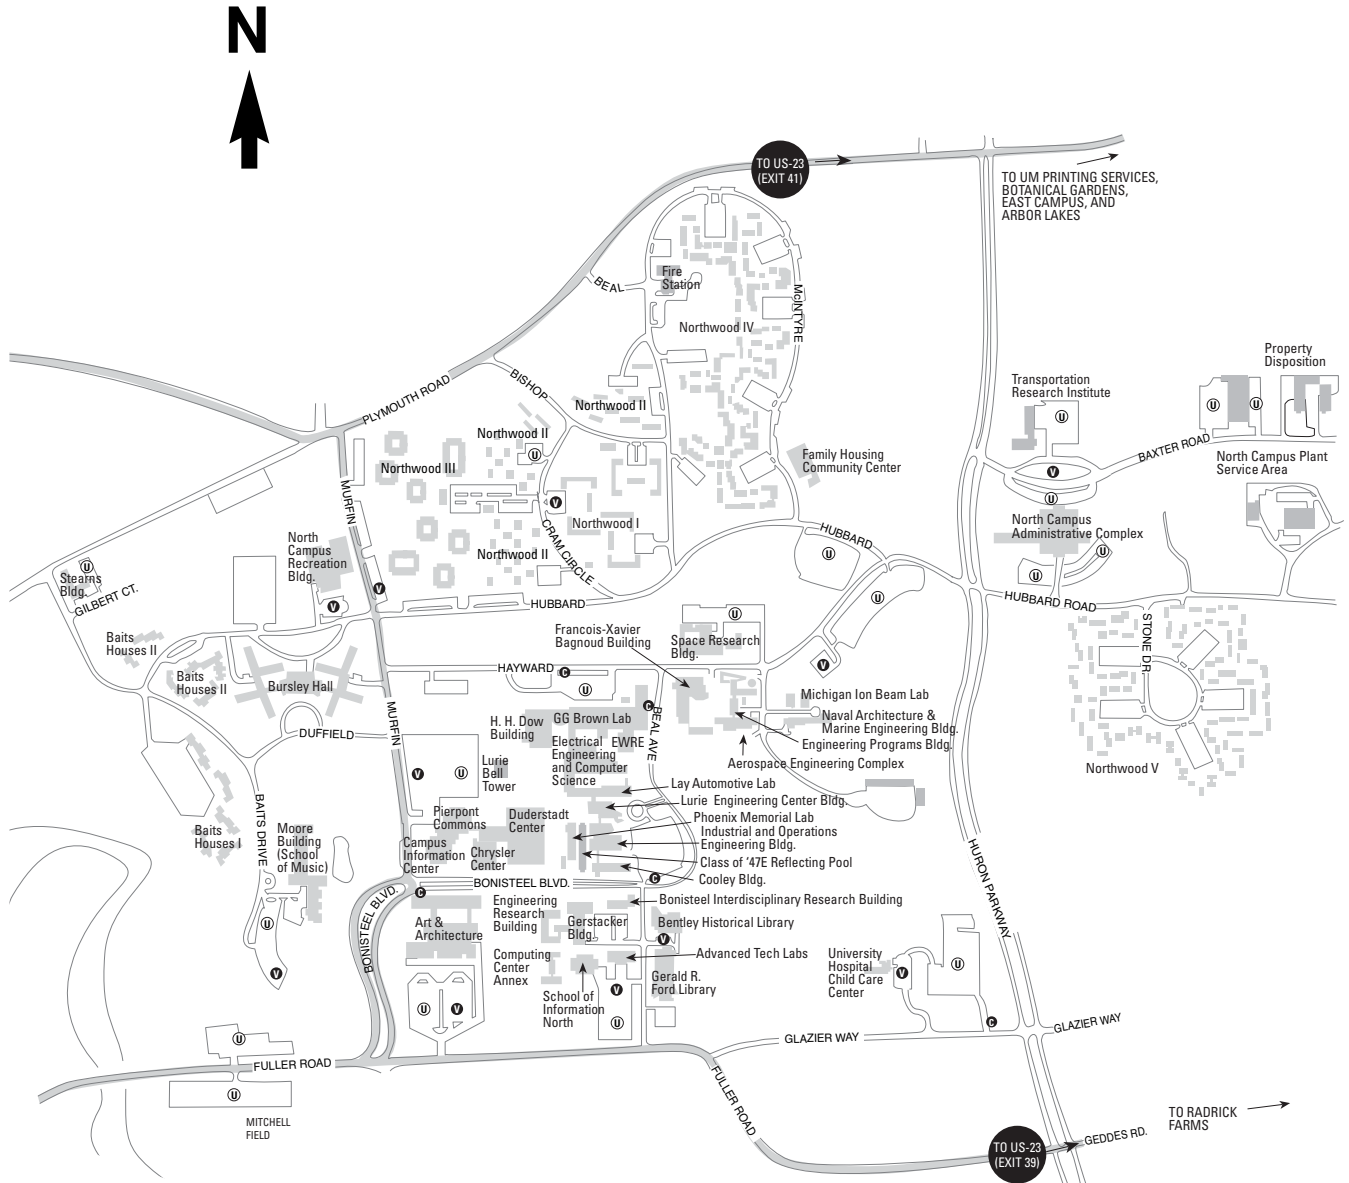 N
TO US-23
(EXIT 41)
TO UM PRINTING SERVICES,
BOTANICAL GARDENS,
EAST CAMPUS, AND
ARBOR LAKES
BEAL
Fire
Station
McINTYRE
Northwood IV
PLYMOUTH ROAD
BISHOP
Northwood II
Property
Disposition
Transportation
Research Institute
U
U
U
Northwood II
U
Northwood III
Family Housing
Community Center
BAXTER ROAD
V
North Campus Plant
Service Area
U
MURFIN
V
CRAM CIRCLE
Northwood I
North Campus
Administrative Complex
HUBBARD
North
Campus
Recreation
Bldg.
Northwood II
U
U
U
Stearns
Bldg.
U
GILBERT CT.
V
V
HUBBARD
U
HUBBARD ROAD
U
STONE DR.
Francois-Xavier
Bagnoud Building
Space Research
Bldg.
Baits
Houses II
HAYWARD
C
U
V
Baits
Houses II
Bursley Hall
Michigan Ion Beam Lab
MURFIN
C
BEAL AVE
H. H. Dow
Building
GG Brown Lab
Naval Architecture &
Marine Engineering Bldg.
Engineering Programs Bldg.
DUFFIELD
Electrical
Engineering
and Computer
Science
EWRE
Aerospace Engineering Complex
Northwood V
V
U
Lurie
Bell
Tower
Lay Automotive Lab
Lurie Engineering Center Bldg.
BAITS DRIVE
Baits
Houses I
Moore
Building
(School
of Music)
Pierpont
Commons
Duderstadt
Center
Phoenix Memorial Lab
Industrial and Operations
Engineering Bldg.
Campus
Information
Center
Chrysler
Center
Class of '47E Reflecting Pool
Cooley Bldg.
HURON PARKWAY
C
BONISTEEL BLVD.
C
BONISTEEL BLVD.
Engineering
Research
Building
Bonisteel Interdisciplinary Research Building
U
Art &
Architecture
Gerstacker
Bldg.
Bentley Historical Library
V
Computing
Center
Annex
Advanced Tech Labs
University
Hospital
Child Care
Center
U
V
V
Gerald R.
Ford Library
V
School of
Information
North
U
V
U
C
GLAZIER WAY
GLAZIER WAY
U
FULLER ROAD
U
FULLER ROAD
MITCHELL
FIELD
TO RADRICK
FARMS
GEDDES RD.
TO US-23
(EXIT 39)